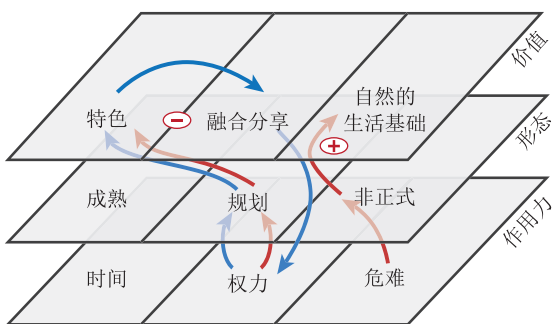 价值
特色
融合分享
自然的
生活基础
形态
成熟
规划
非正式
作用力
时间
权力
危难